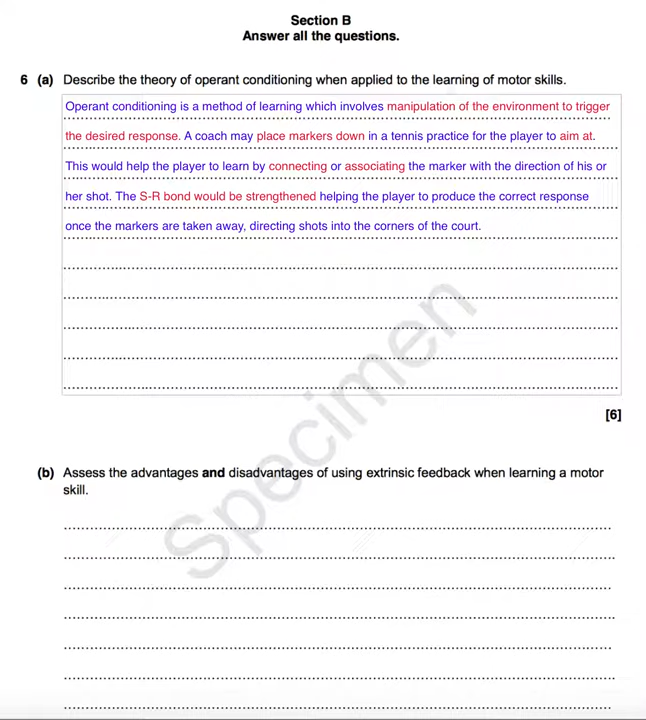 Section B
Answer all the questions.
6 (a) Describe the theory of operant conditioning when applied to the learning of motor skills.
Operant conditioning is a method of learning which involves manipulation of the environment to trigger
the desired response. A coach may place markers down in a tennis practice for the player to aim at.
This would help the player to learn by connecting or associating the marker with the direction of his or
her shot. The S-R bond would be strengthened helping the player to produce the correct response
once the markers are taken away, directing shots into the corners of the court.
[6]
(b) Assess the advantages and disadvantages of using extrinsic feedback when learning a motor
skill.
Specimen